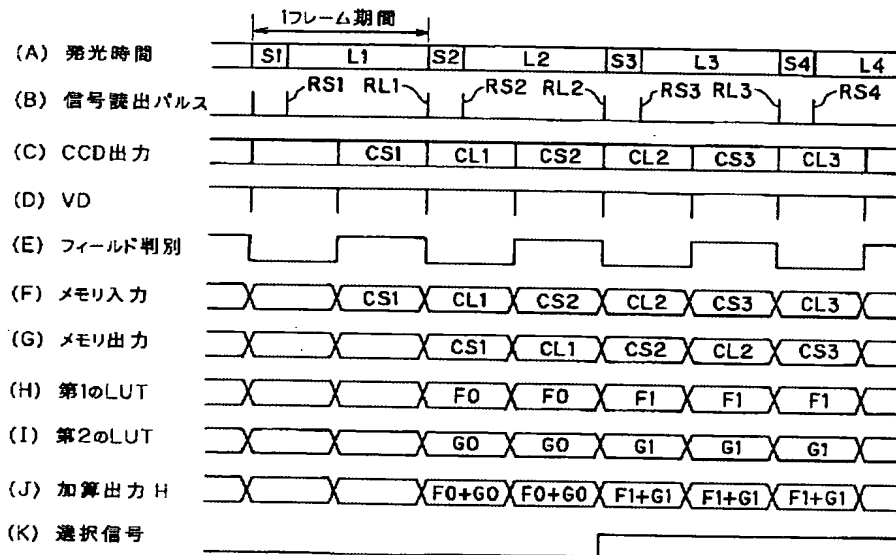 1フレーム期間
(A) 発光時間 S1 L1 S2 L2 S3 L3 S4 L4
(B) 信号読出パルス RS1 RL1 RS2 RL2 RS3 RL3 RS4
(C) CCD出力 CS1 CL1 CS2 CL2 CS3 CL3
(D) VD
(E) フィールド判別
(F) メモリ入力 CS1 CL1 CS2 CL2 CS3 CL3
(G) メモリ出力 CS1 CL1 CS2 CL2 CS3
(H) 第1のLUT F0 F0 F1 F1 F1
(I) 第2のLUT G0 G0 G1 G1 G1
(J) 加算出力 H F0+G0 F0+G0 F1+G1 F1+G1 F1+G1
(K) 選択信号